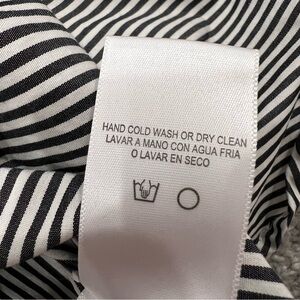 HAND COLD WASH OR DRY CLEAN
LAVAR A MANO CON AGUA FRIA
O LAVAR EN SECO